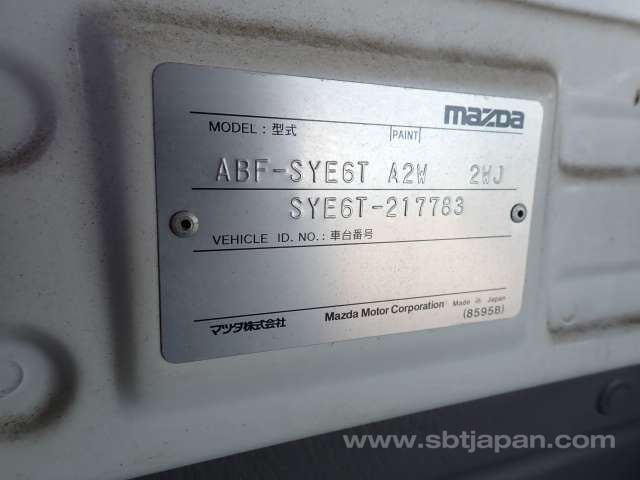 mazda
MODEL : 型式 PAINT
ABF-SYE6T A2W 2WJ
SYE6T-217783
VEHICLE ID. NO.: 車台番号
マツダ株式会社 Mazda Motor Corporation Made in Japan
(8595B)
www.sbtjapan.com